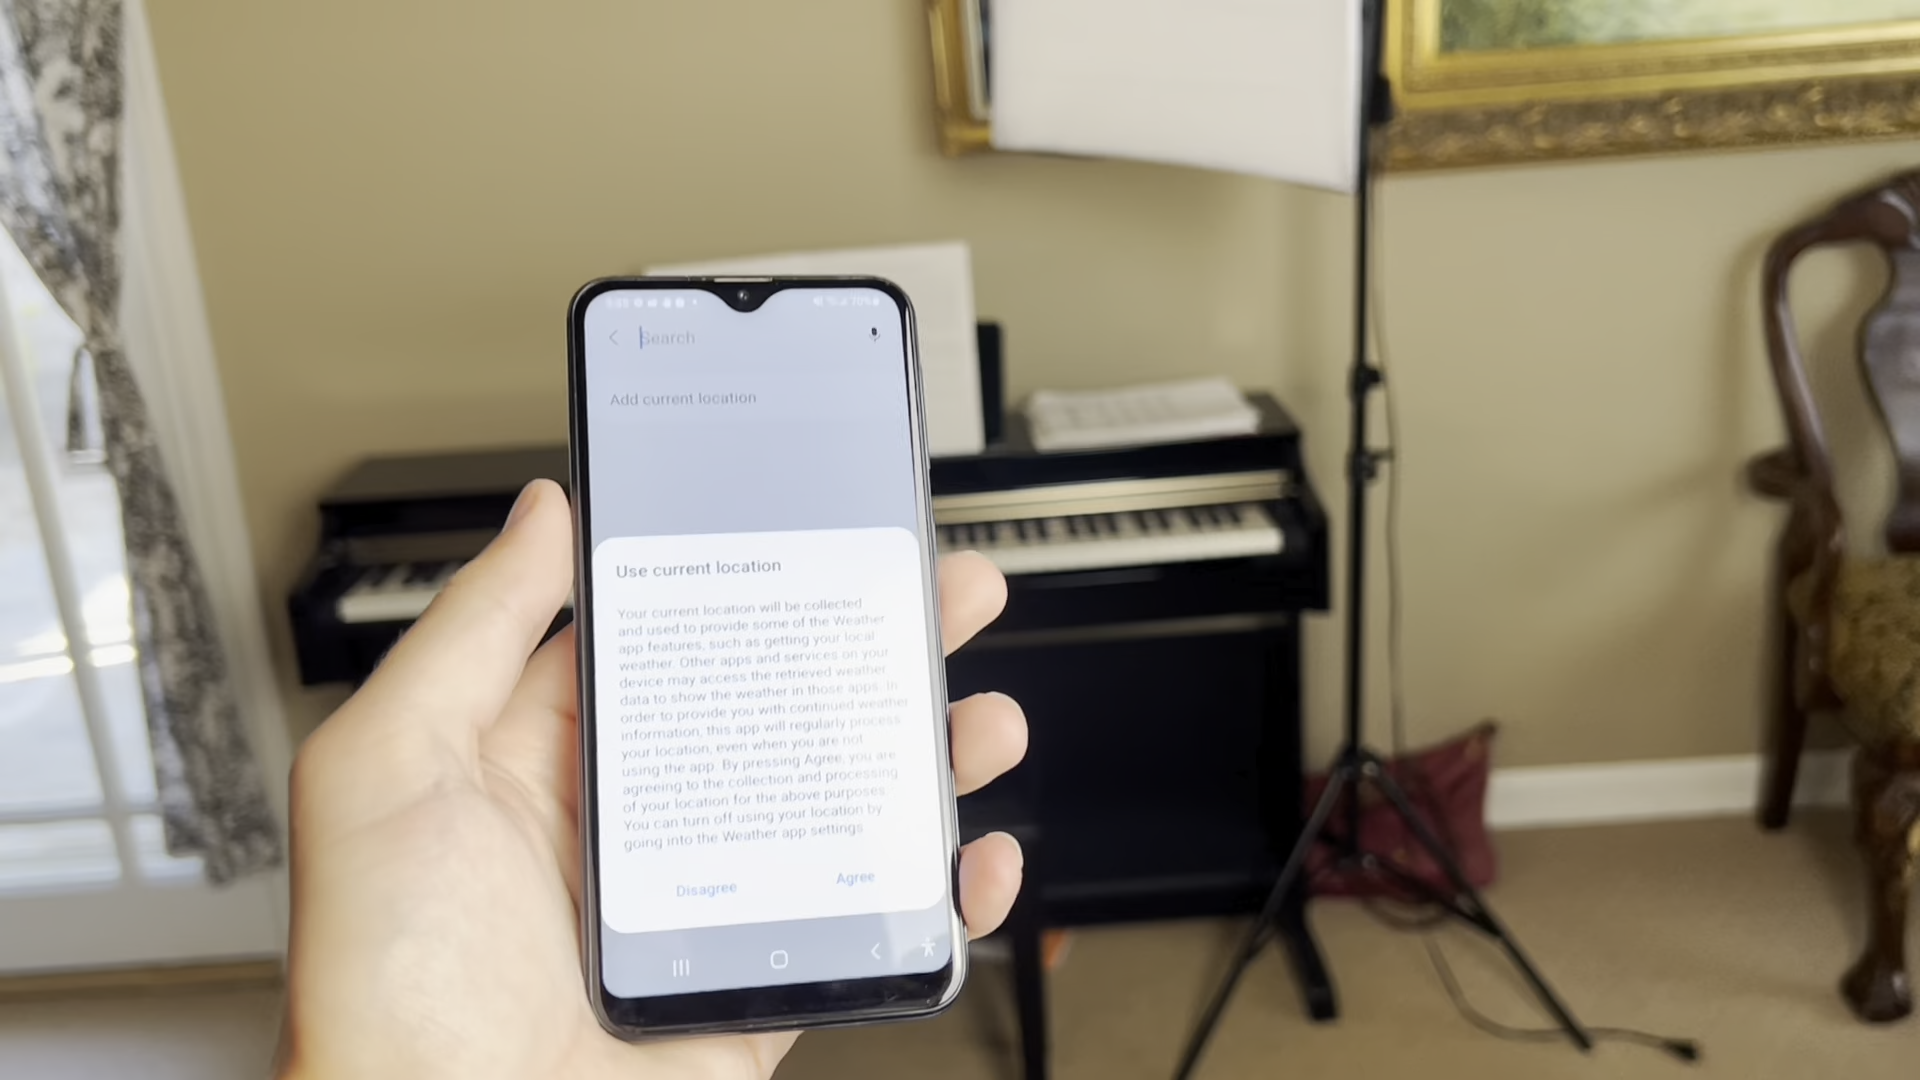 70%
Search
Add current location
Use current location
Your current location will be collected
and used to provide some of the Weather
app features, such as getting your local
weather. Other apps and services on your
device may access the retrieved weather
data to show the weather in those apps. In
order to provide you with continued weather
information, this app will regularly process
your location, even when you are not
using the app. By pressing Agree, you are
agreeing to the collection and processing
of your location for the above purposes.
You can turn off using your location by
going into the Weather app settings
Disagree
Agree